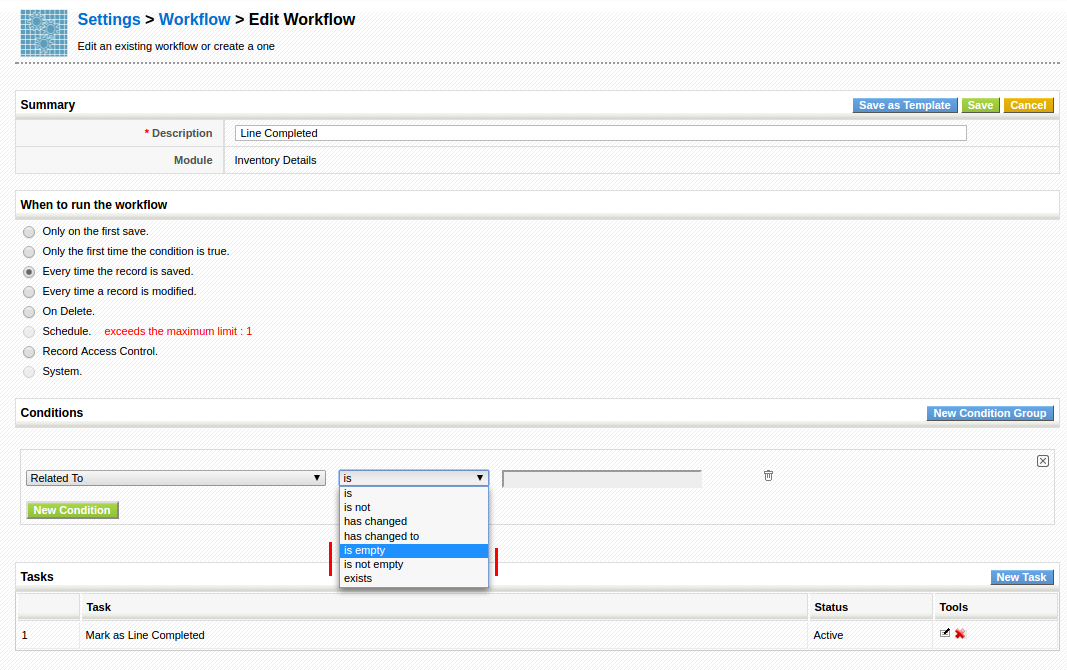 Settings > Workflow > Edit Workflow
Edit an existing workflow or create a one
Summary Save as Template Save Cancel
* Description Line Completed
Module Inventory Details
When to run the workflow
Only on the first save.
Only the first time the condition is true.
Every time the record is saved.
Every time a record is modified.
On Delete.
Schedule. exceeds the maximum limit : 1
Record Access Control.
System.
Conditions New Condition Group
Related To is
is
is not
has changed
has changed to
is empty
is not empty
exists
New Condition
Tasks New Task
Task Status Tools
1 Mark as Line Completed Active